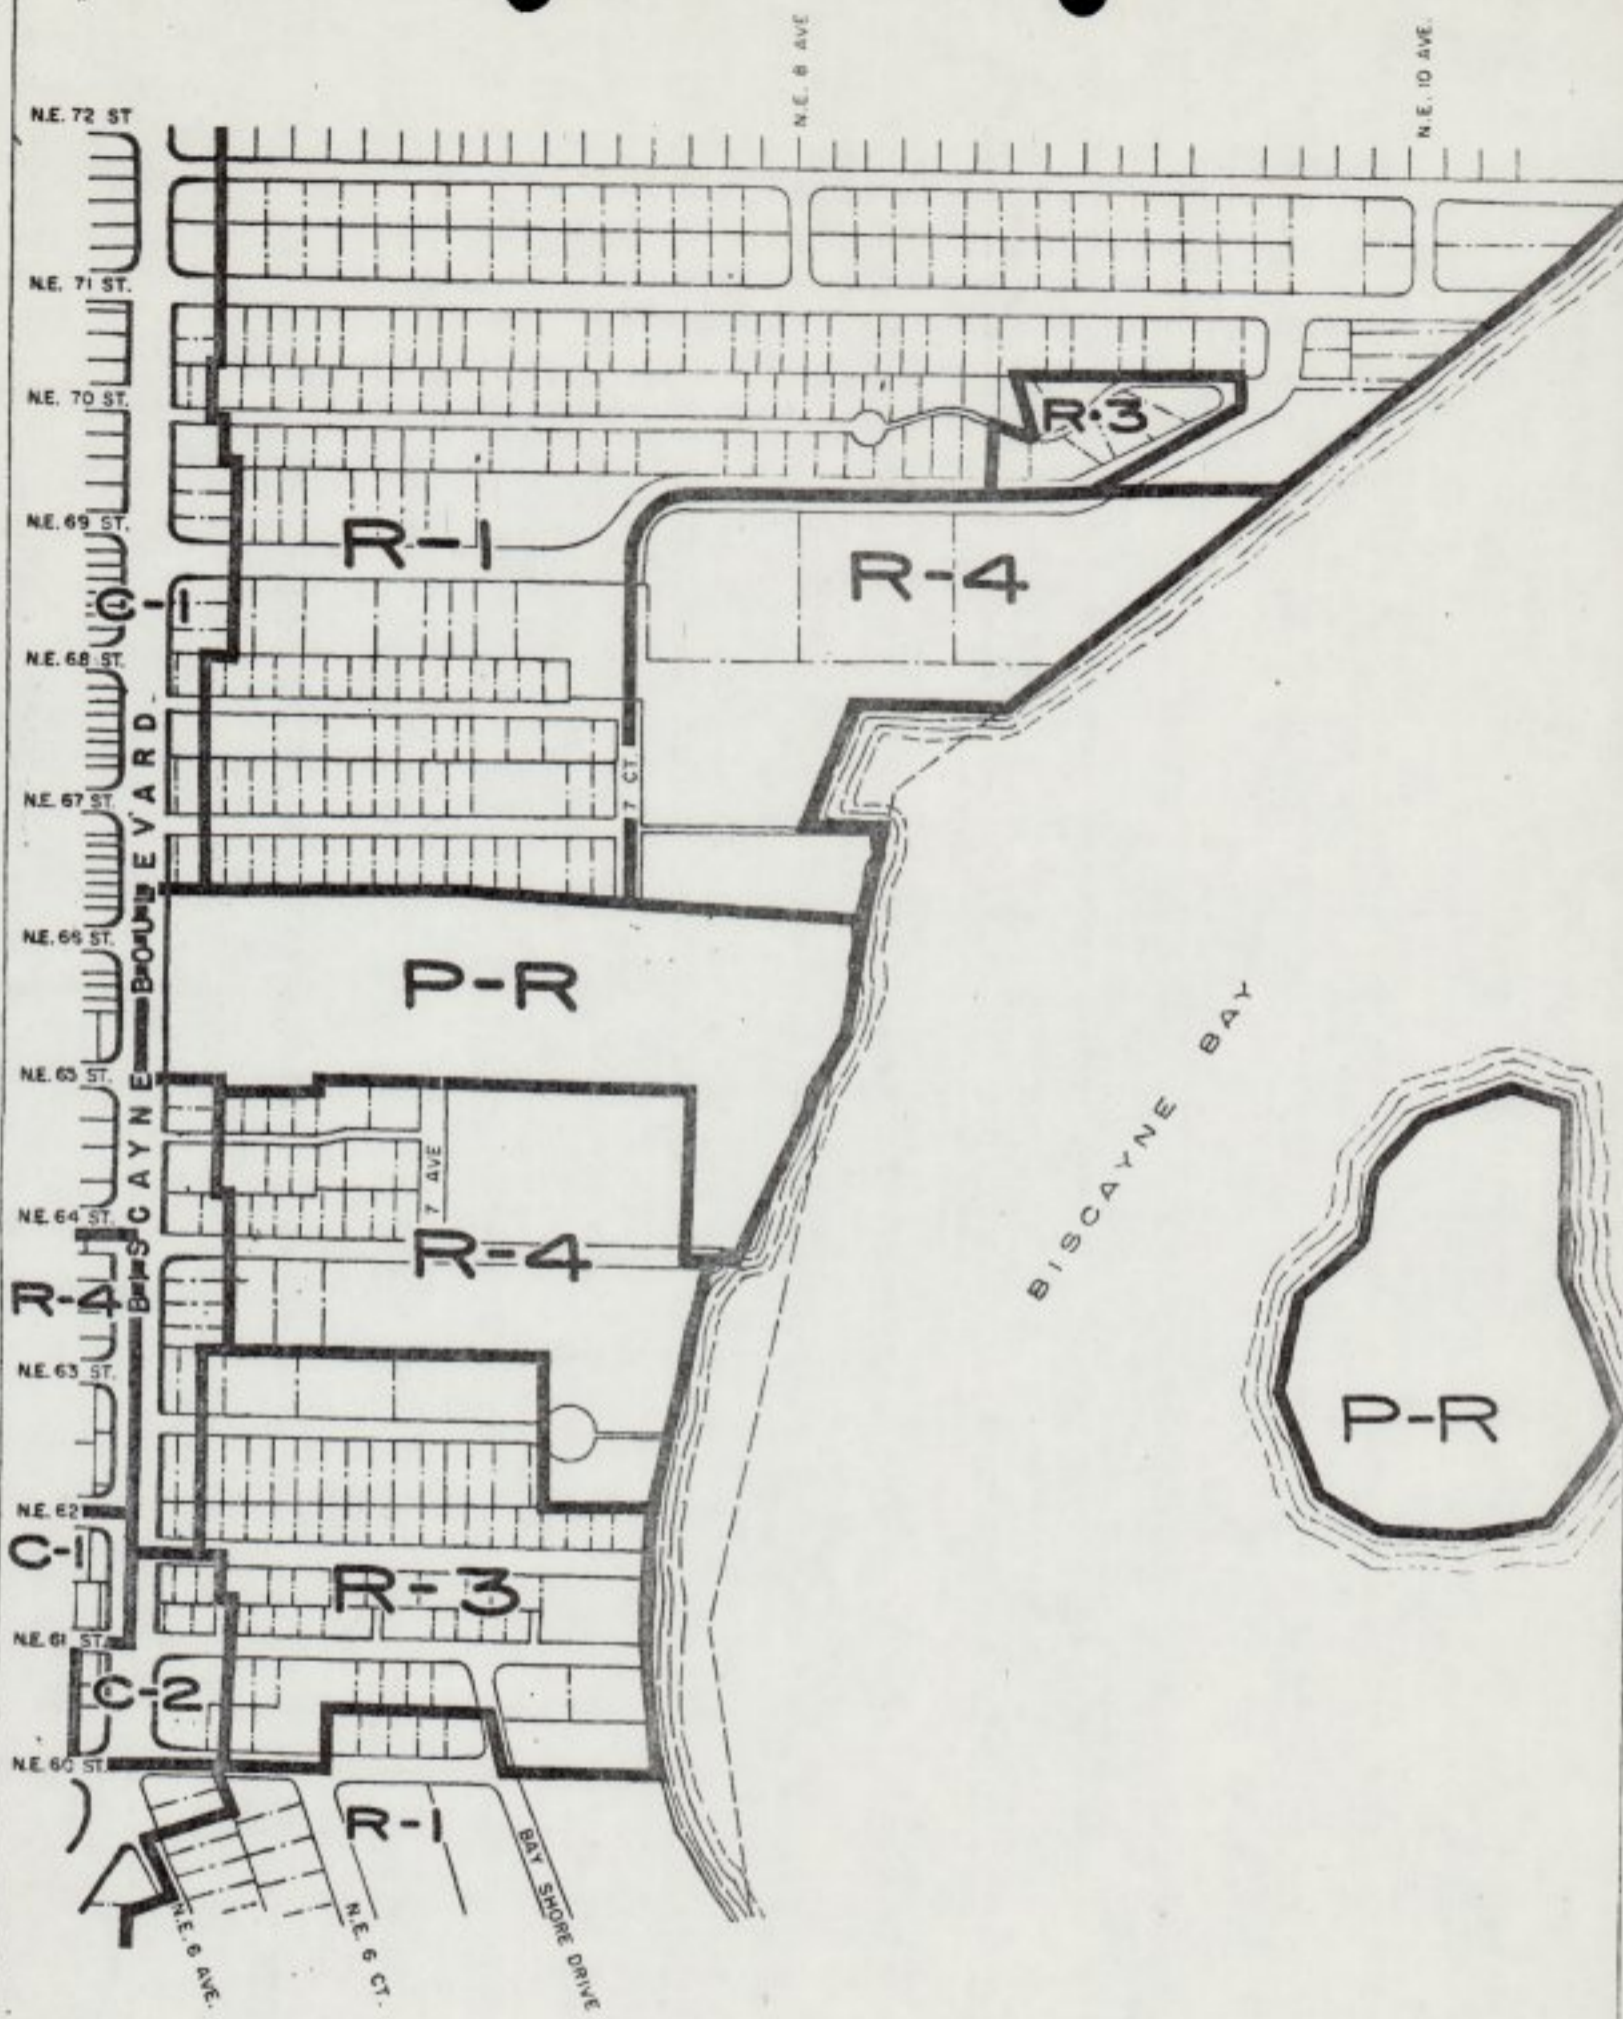 N.E. 8 AVE
N.E. 10 AVE.
N.E. 72 ST
N.E. 71 ST.
N.E. 70 ST.
R-3
N.E. 69 ST.
R-1
R-4
C-1
N.E. 68 ST.
7 CT
N.E. 67 ST.
BISCAYNE BOULEVARD.
N.E. 66 ST.
P-R
BISCAYNE BAY
N.E. 65 ST.
7 AVE
N.E. 64 ST.
R-4
R-4
N.E. 63 ST.
P-R
N.E. 62
C-1
R-3
N.E. 61 ST.
C-2
N.E. 60 ST.
R-1
BAY SHORE DRIVE
N.E. 6 AVE.
N.E. 6 CT.